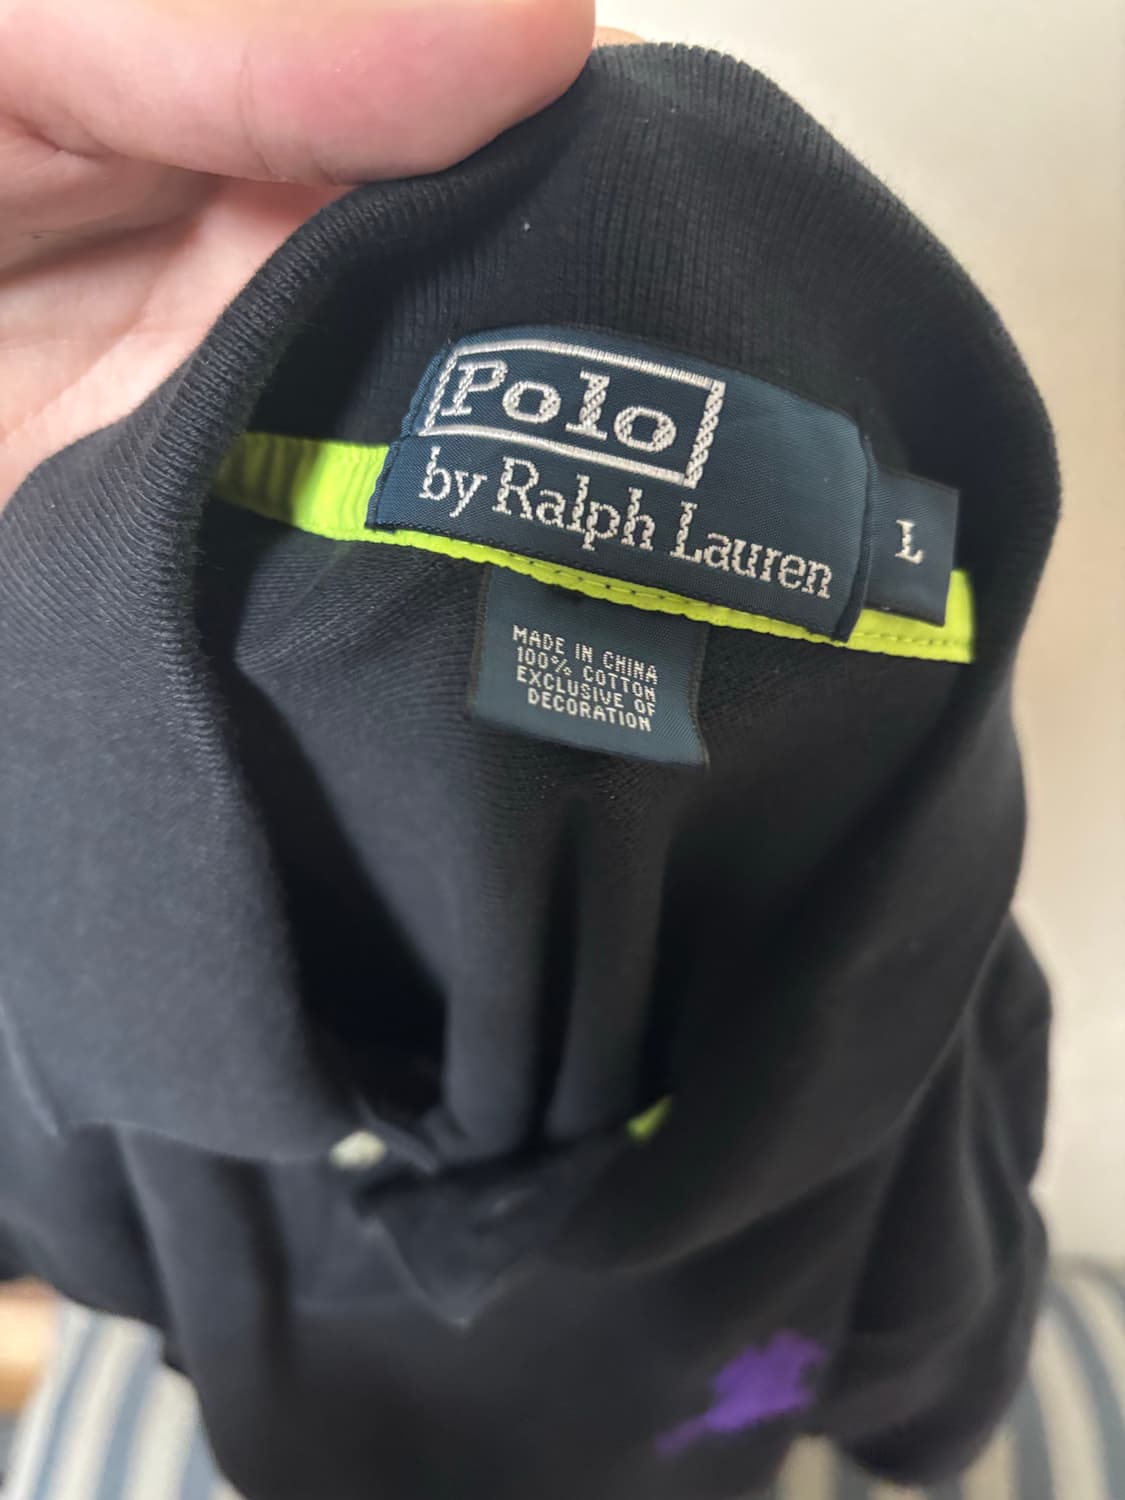 Polo
by Ralph Lauren
L
MADE IN CHINA
100% COTTON
EXCLUSIVE OF
DECORATION